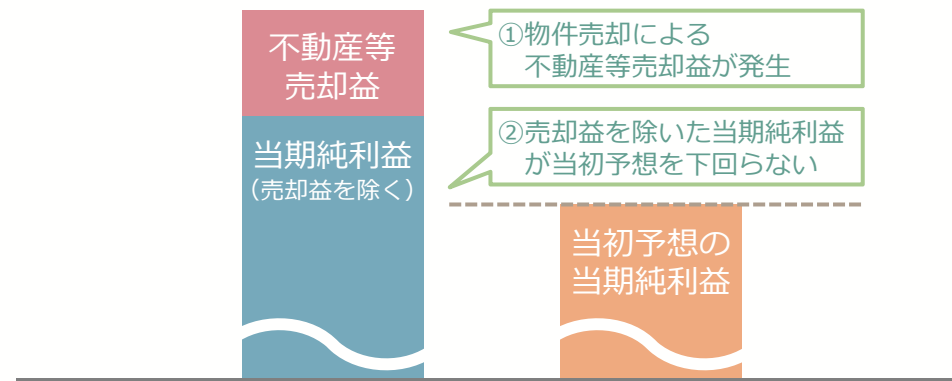 不動産等
売却益
①物件売却による
不動産等売却益が発生
当期純利益
（売却益を除く）
②売却益を除いた当期純利益
が当初予想を下回らない
当初予想の
当期純利益